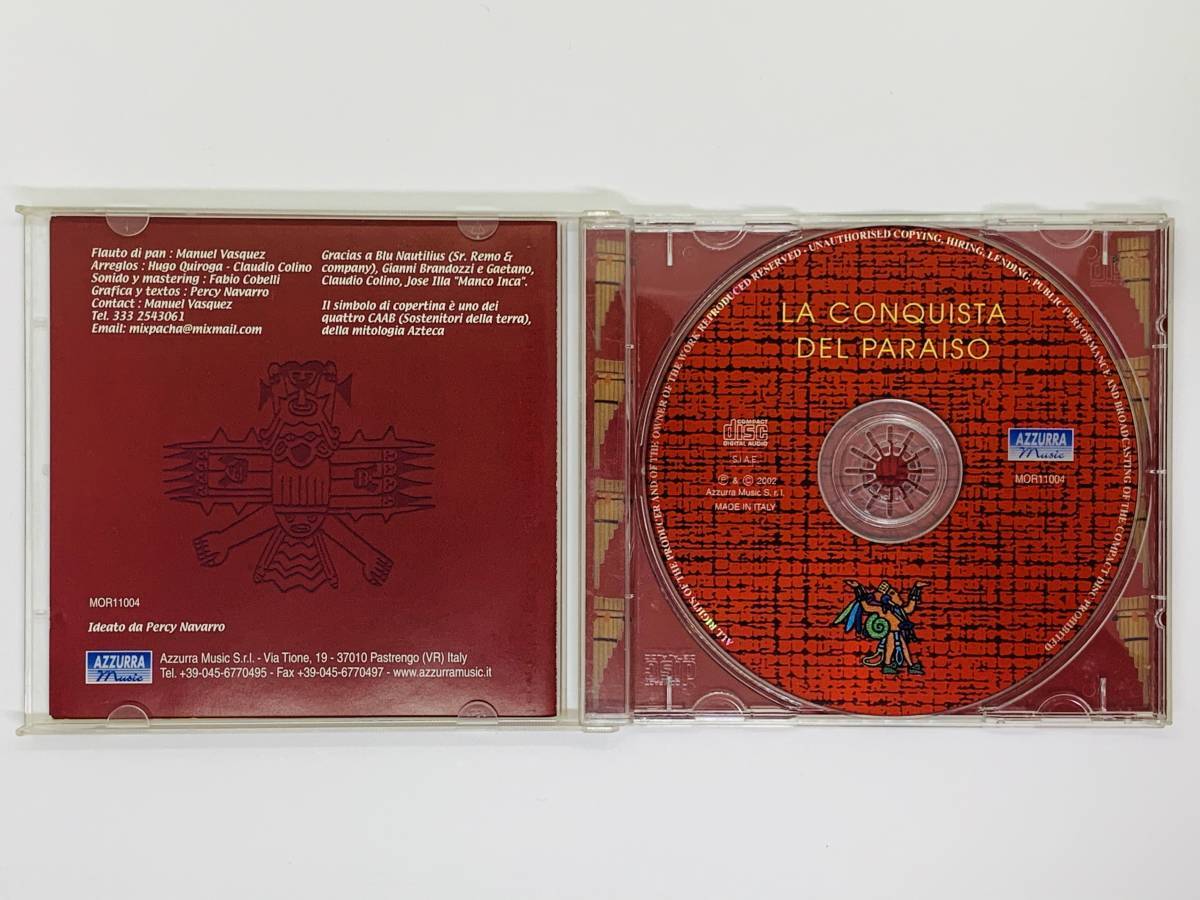 Flauto di pan : Manuel Vasquez
Arreglos : Hugo Quiroga - Claudio Colino
Sonido y mastering : Fabio Cobelli
Grafica y textos : Percy Navarro
Contact : Manuel Vasquez
Tel. 333 2543061
Email: mixpacha@mixmail.com
Gracias a Blu Nautilius (Sr. Remo &
company), Gianni Brandozzi e Gaetano,
Claudio Colino, Jose Illa "Manco Inca".
Il simbolo di copertina è uno dei
quattro CAAB (Sostenitori della terra),
della mitologia Azteca
MOR11004
Ideato da Percy Navarro
AZZURRA
Music
Azzurra Music S.r.l. - Via Tione, 19 - 37010 Pastrengo (VR) Italy
Tel. +39-045-6770495 - Fax +39-045-6770497 - www.azzurramusic.it
ALL RIGHTS OF THE PRODUCER AND OF THE OWNER OF THE WORK REPRODUCED RESERVED - UNAUTHORISED COPYING, HIRING, LENDING, PUBLIC PERFORMANCE AND BROADCASTING OF THE COMPACT DISC PROHIBITED
LA CONQUISTA
DEL PARAISO
COMPACT
disc
DIGITAL AUDIO
S.I.A.E.
℗ & © 2002
Azzurra Music S.r.l.
MADE IN ITALY
AZZURRA
Music
MOR11004